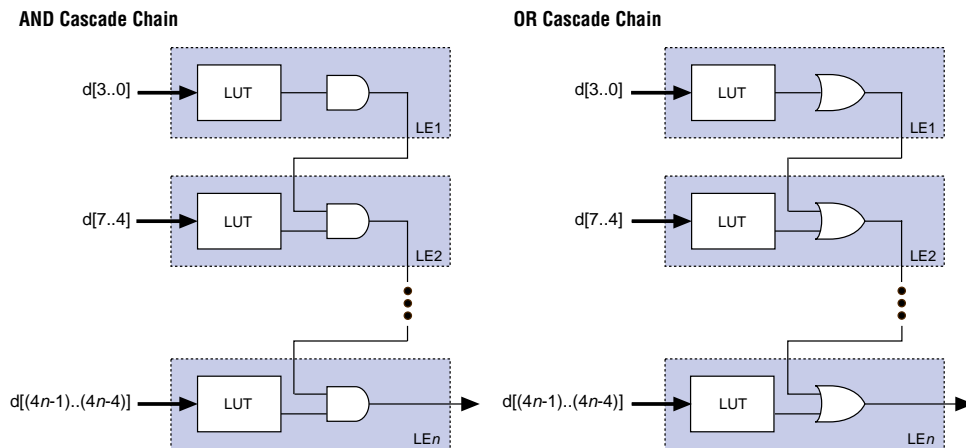 AND Cascade Chain
d[3..0]
LUT
LE1
d[7..4]
LUT
LE2
d[(4n-1)..(4n-4)]
LUT
LEn
OR Cascade Chain
d[3..0]
LUT
LE1
d[7..4]
LUT
LE2
d[(4n-1)..(4n-4)]
LUT
LEn